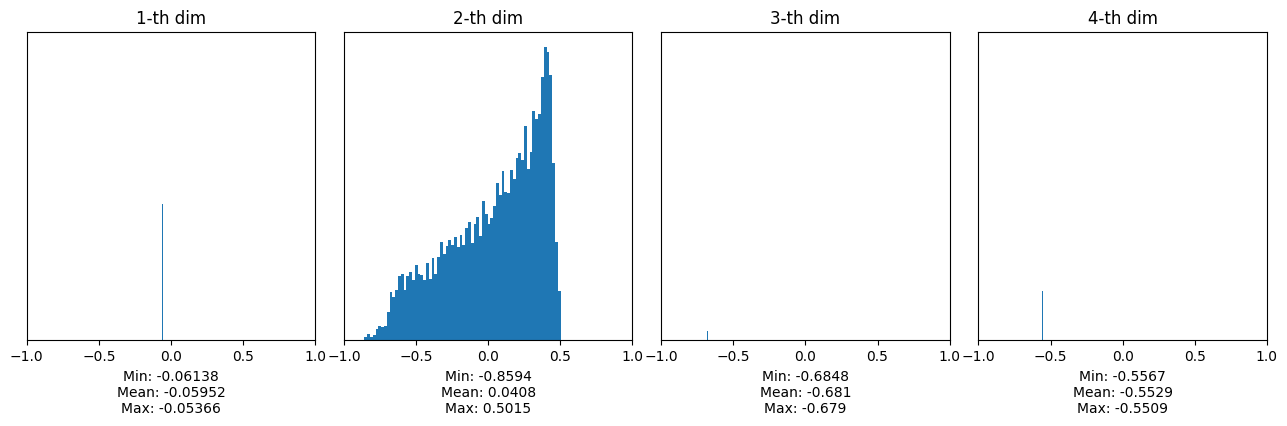 1-th dim
2-th dim
3-th dim
4-th dim
−1.0 −0.5 0.0 0.5 1.0
−1.0 −0.5 0.0 0.5 1.0
−1.0 −0.5 0.0 0.5 1.0
−1.0 −0.5 0.0 0.5 1.0
Min: -0.06138
Mean: -0.05952
Max: -0.05366
Min: -0.8594
Mean: 0.0408
Max: 0.5015
Min: -0.6848
Mean: -0.681
Max: -0.679
Min: -0.5567
Mean: -0.5529
Max: -0.5509